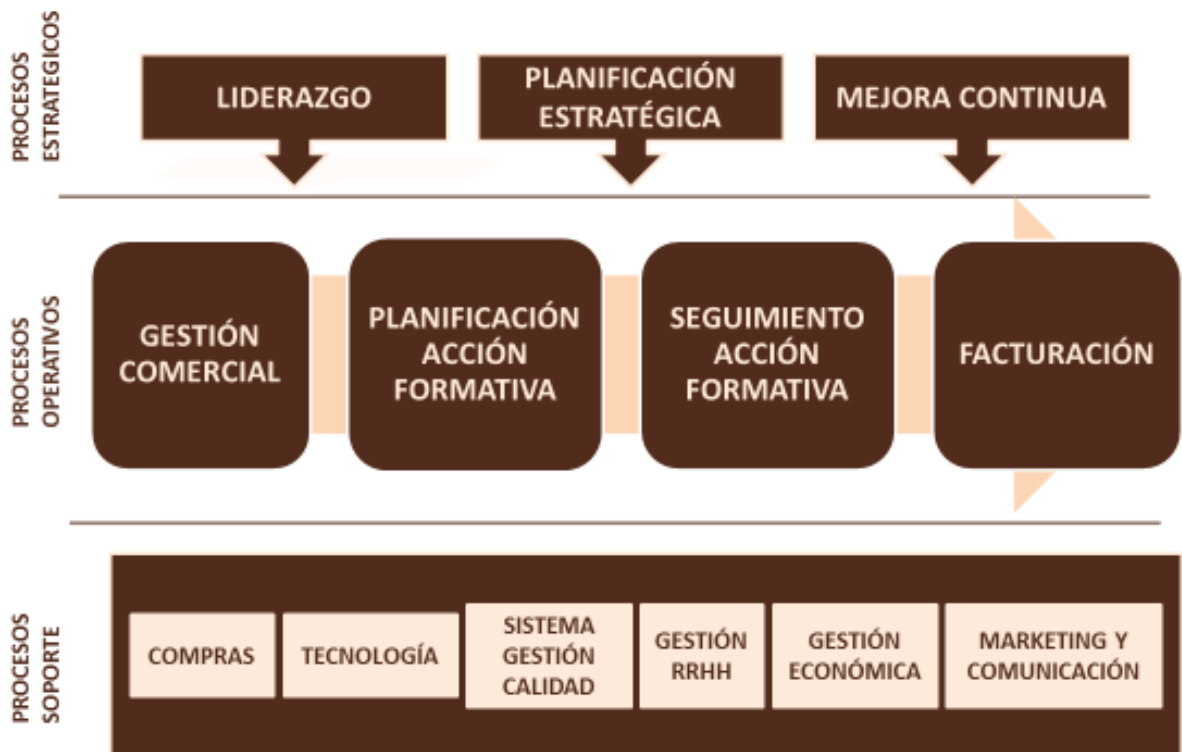 PROCESOS
ESTRATEGICOS
LIDERAZGO
PLANIFICACIÓN
ESTRATÉGICA
MEJORA CONTINUA
PROCESOS
OPERATIVOS
GESTIÓN
COMERCIAL
PLANIFICACIÓN
ACCIÓN
FORMATIVA
SEGUIMIENTO
ACCIÓN
FORMATIVA
FACTURACIÓN
PROCESOS
SOPORTE
COMPRAS
TECNOLOGÍA
SISTEMA
GESTIÓN
CALIDAD
GESTIÓN
RRHH
GESTIÓN
ECONÓMICA
MARKETING Y
COMUNICACIÓN